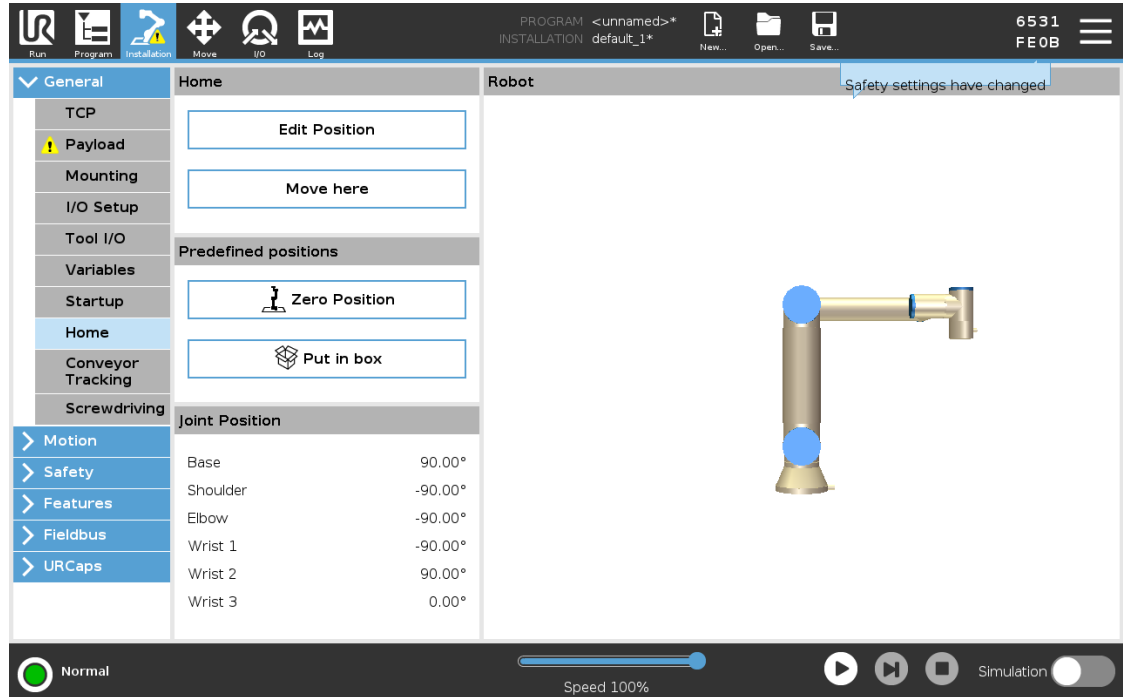 PROGRAM <unnamed>*
INSTALLATION default_1*
6531
FE0B
Run Program Installation Move I/O Log New... Open... Save...
General
Home
Robot
Safety settings have changed
TCP
Payload
Mounting
I/O Setup
Tool I/O
Variables
Startup
Home
Conveyor
Tracking
Screwdriving
Motion
Safety
Features
Fieldbus
URCaps
Edit Position
Move here
Predefined positions
Zero Position
Put in box
Joint Position
Base 90.00°
Shoulder -90.00°
Elbow -90.00°
Wrist 1 -90.00°
Wrist 2 90.00°
Wrist 3 0.00°
Normal
Speed 100%
Simulation